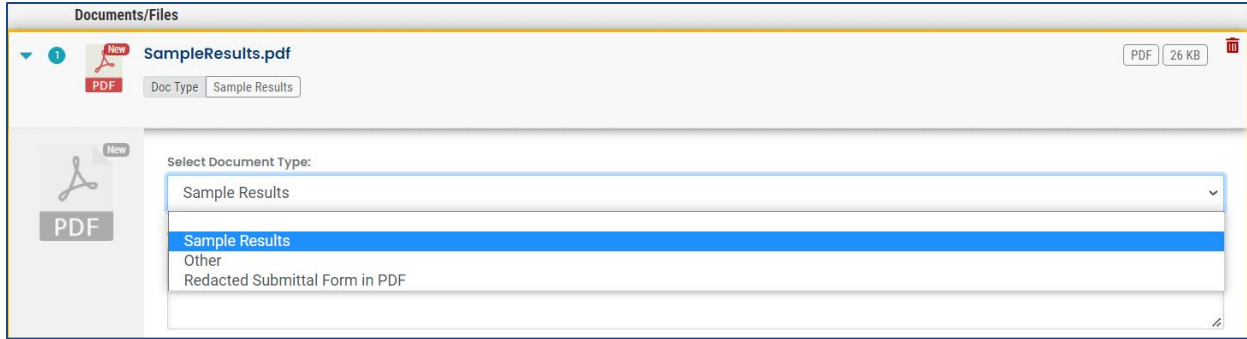 Documents/Files
1 New PDF SampleResults.pdf PDF 26 KB
Doc Type Sample Results
New
PDF
Select Document Type:
Sample Results
Sample Results
Other
Redacted Submittal Form in PDF